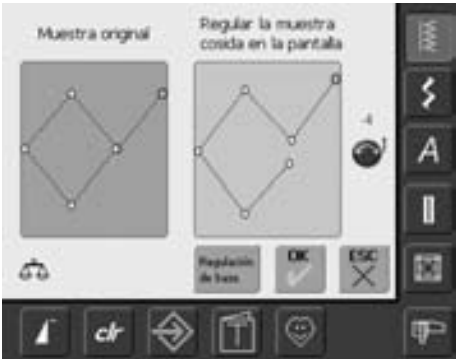 Muestra original
Regular la muestra
cosida en la pantalla
-4
A
Regulación
de base
OK
ESC
clr